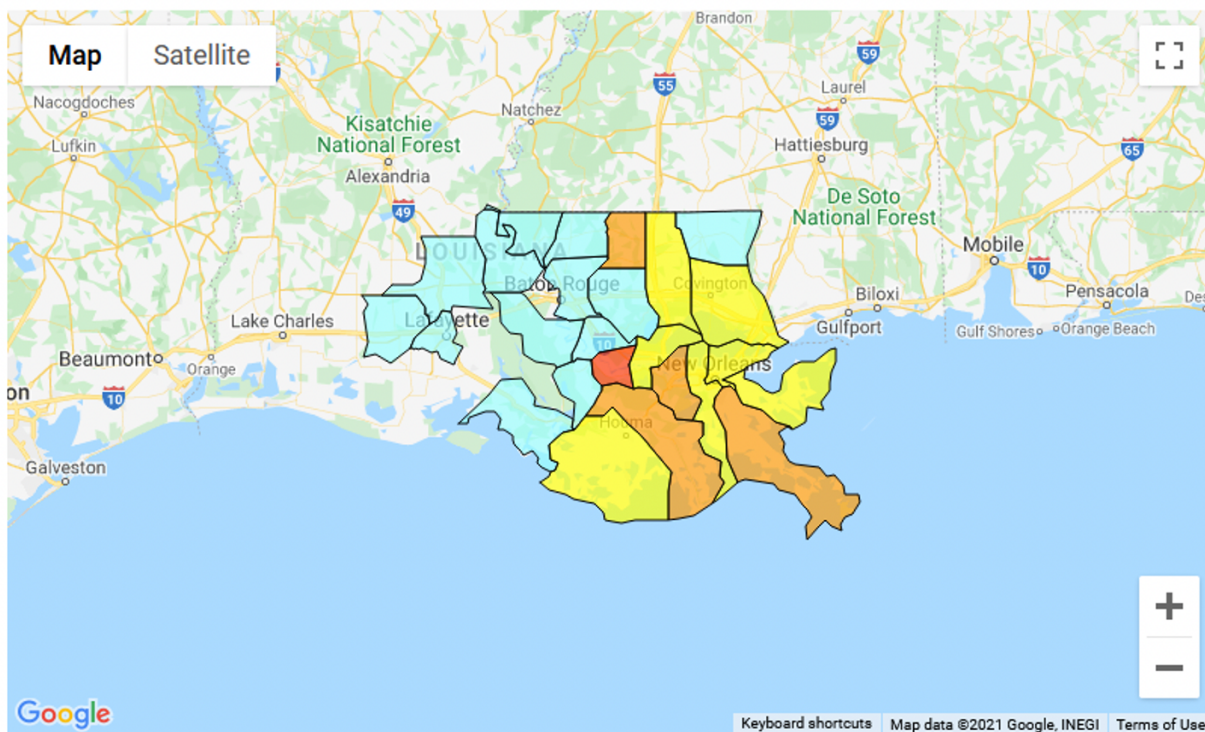 Map
Satellite
Brandon
59
55
Laurel
Nacogdoches
Natchez
59
Kisatchie
National Forest
Hattiesburg
65
Lufkin
Alexandria
De Soto
National Forest
49
LOUISIANA
Mobile
10
Baton Rouge
Covington
Pensacola
Biloxi
Lake Charles
Lafayette
Gulfport
Gulf Shores
Orange Beach
10
Beaumont
Orange
New Orleans
on
10
Houma
Galveston
+
−
Google
Keyboard shortcuts
Map data ©2021 Google, INEGI
Terms of Use